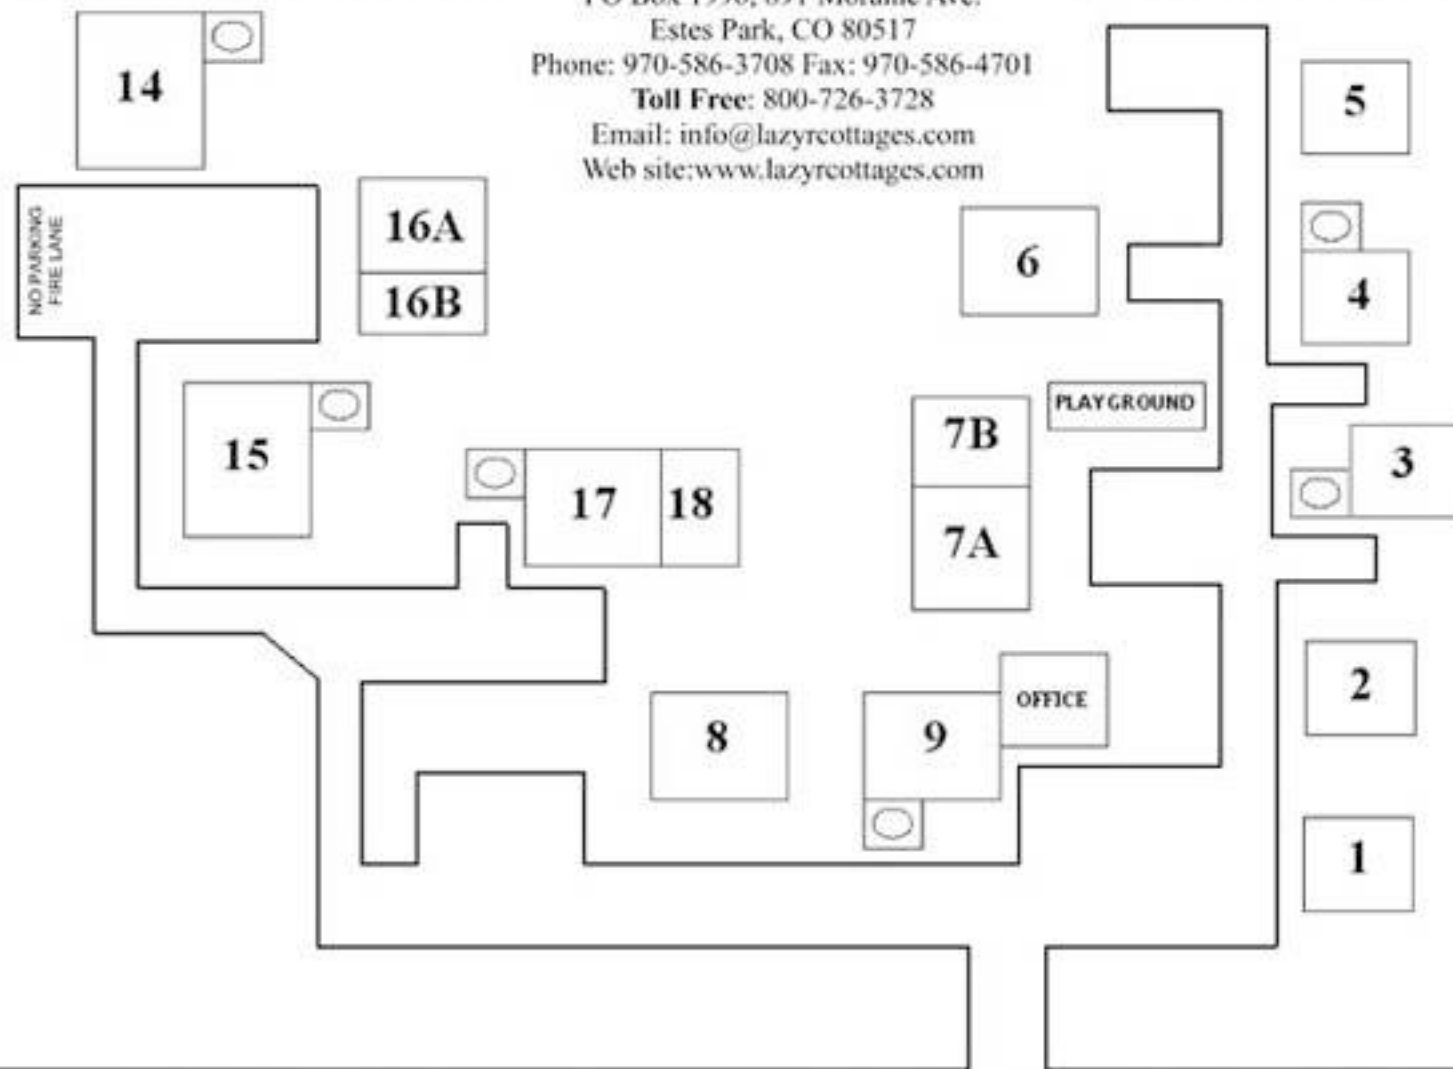 Estes Park, CO 80517
Phone: 970-586-3708 Fax: 970-586-4701
Toll Free: 800-726-3728
Email: info@lazyrcottages.com
Web site:www.lazyrcottages.com
14
5
NO PARKING
FIRE LANE
16A
16B
6
4
PLAYGROUND
15
7B
3
17
18
7A
2
OFFICE
8
9
1